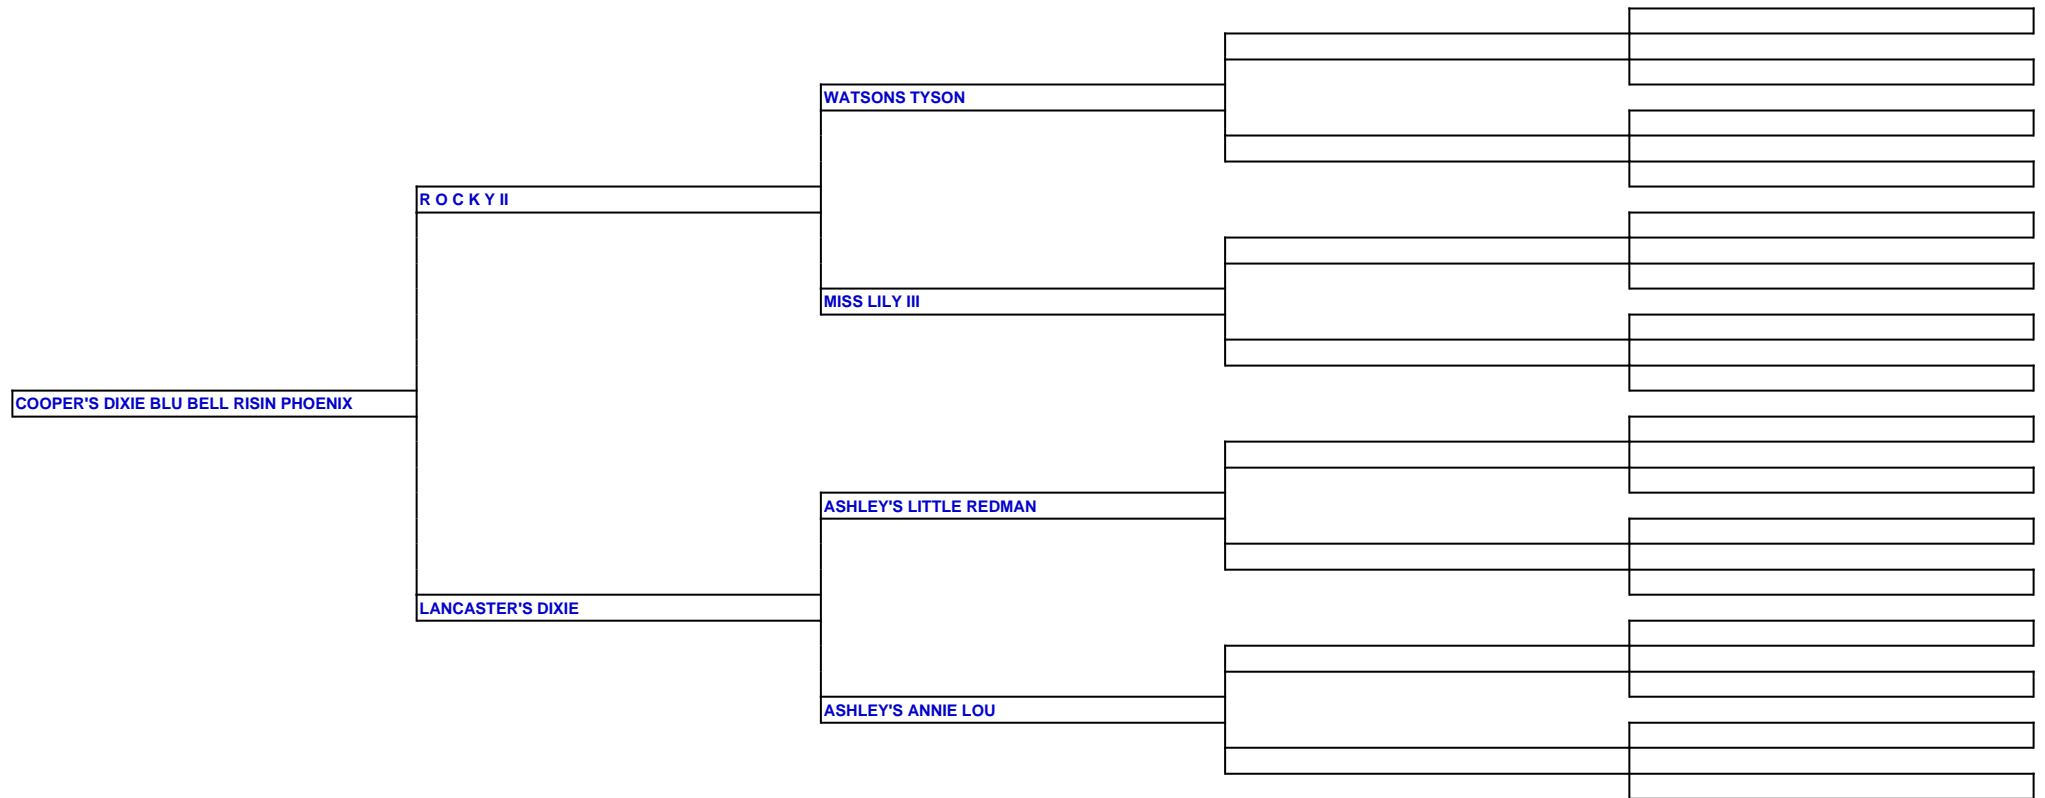 WATSONS TYSON
R O C K Y II
MISS LILY III
COOPER'S DIXIE BLU BELL RISIN PHOENIX
ASHLEY'S LITTLE REDMAN
LANCASTER'S DIXIE
ASHLEY'S ANNIE LOU